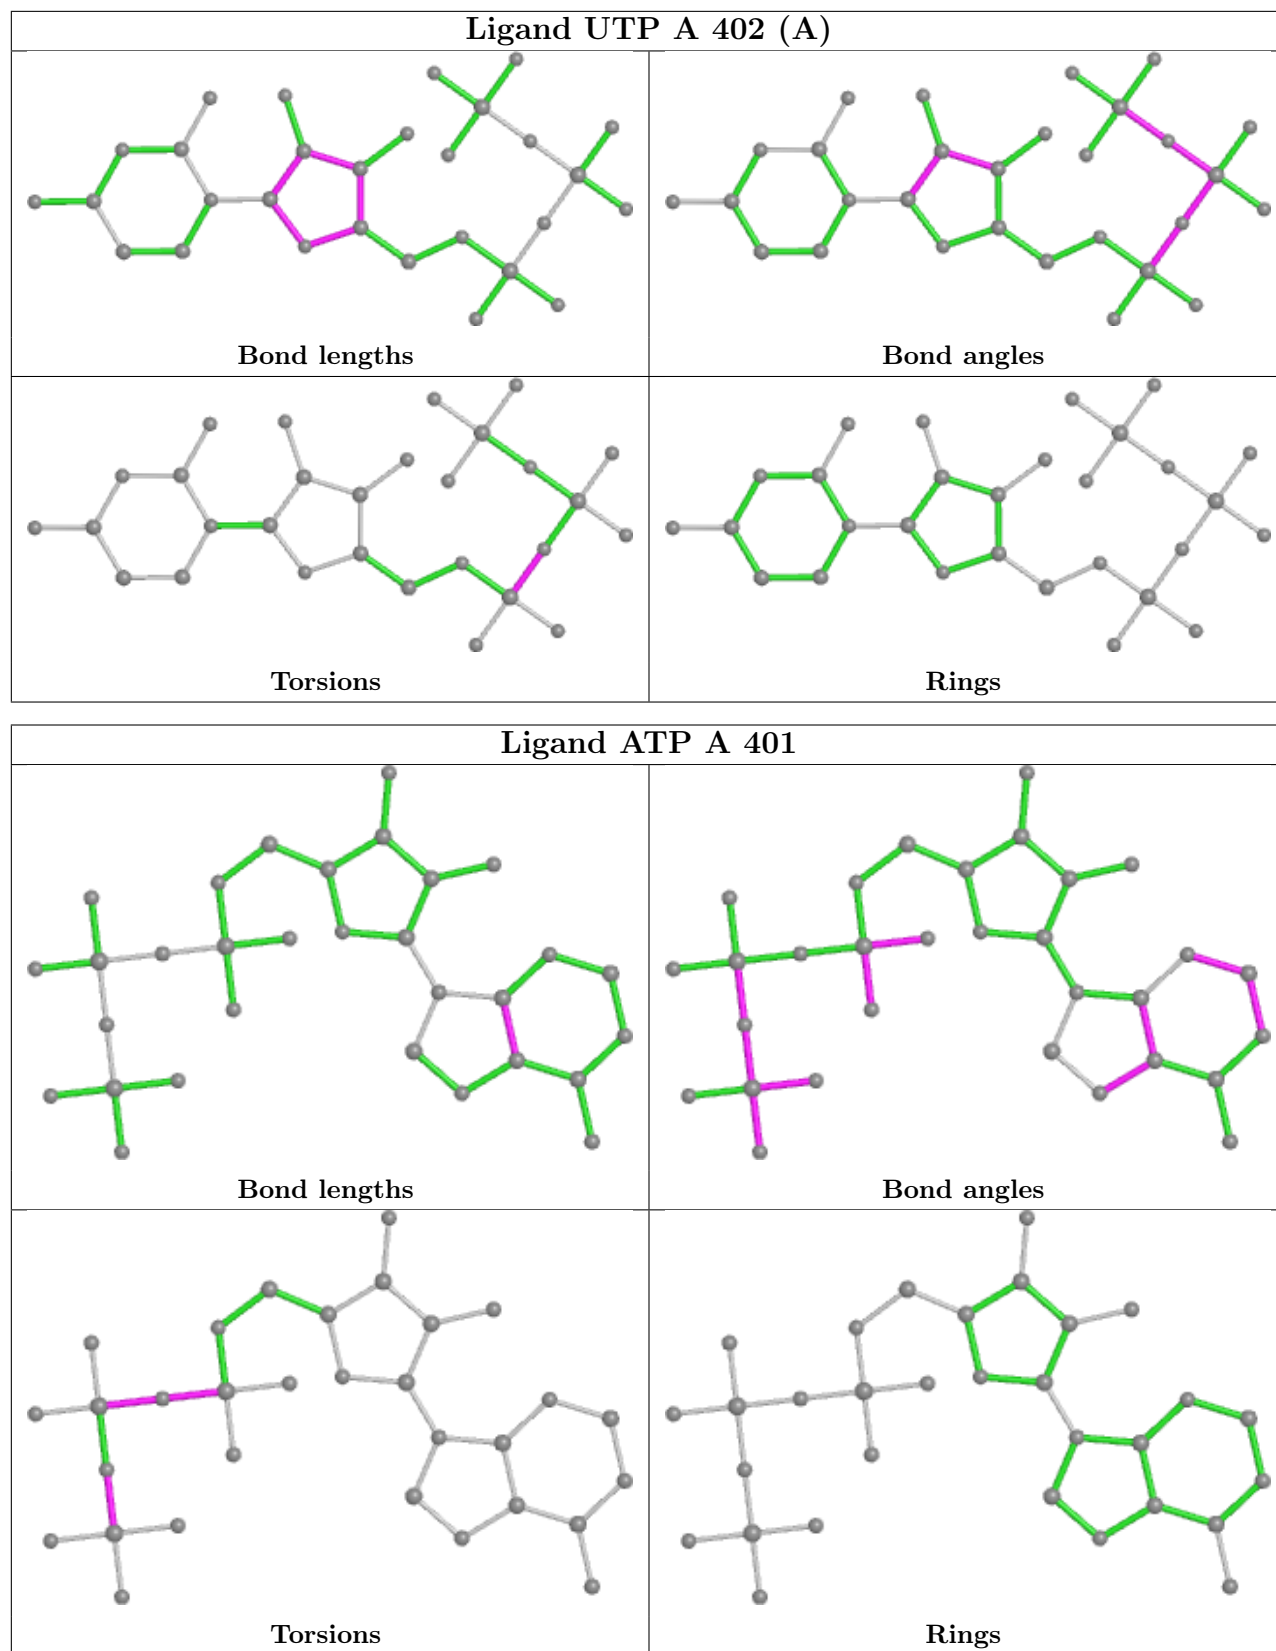 Ligand UTP A 402 (A)
Bond lengths
Bond angles
Torsions
Rings
Ligand ATP A 401
Bond lengths
Bond angles
Torsions
Rings